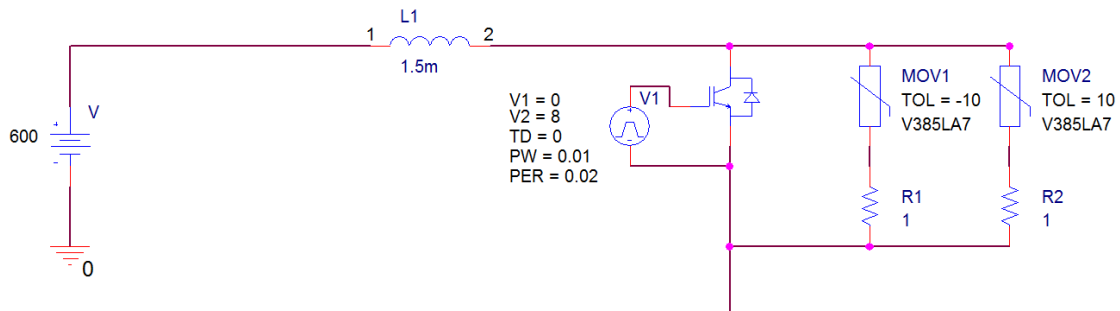 L1
1 2
1.5m
V
600
0
V1 = 0
V2 = 8
TD = 0
PW = 0.01
PER = 0.02
V1
MOV1
TOL = -10
V385LA7
MOV2
TOL = 10
V385LA7
R1
1
R2
1